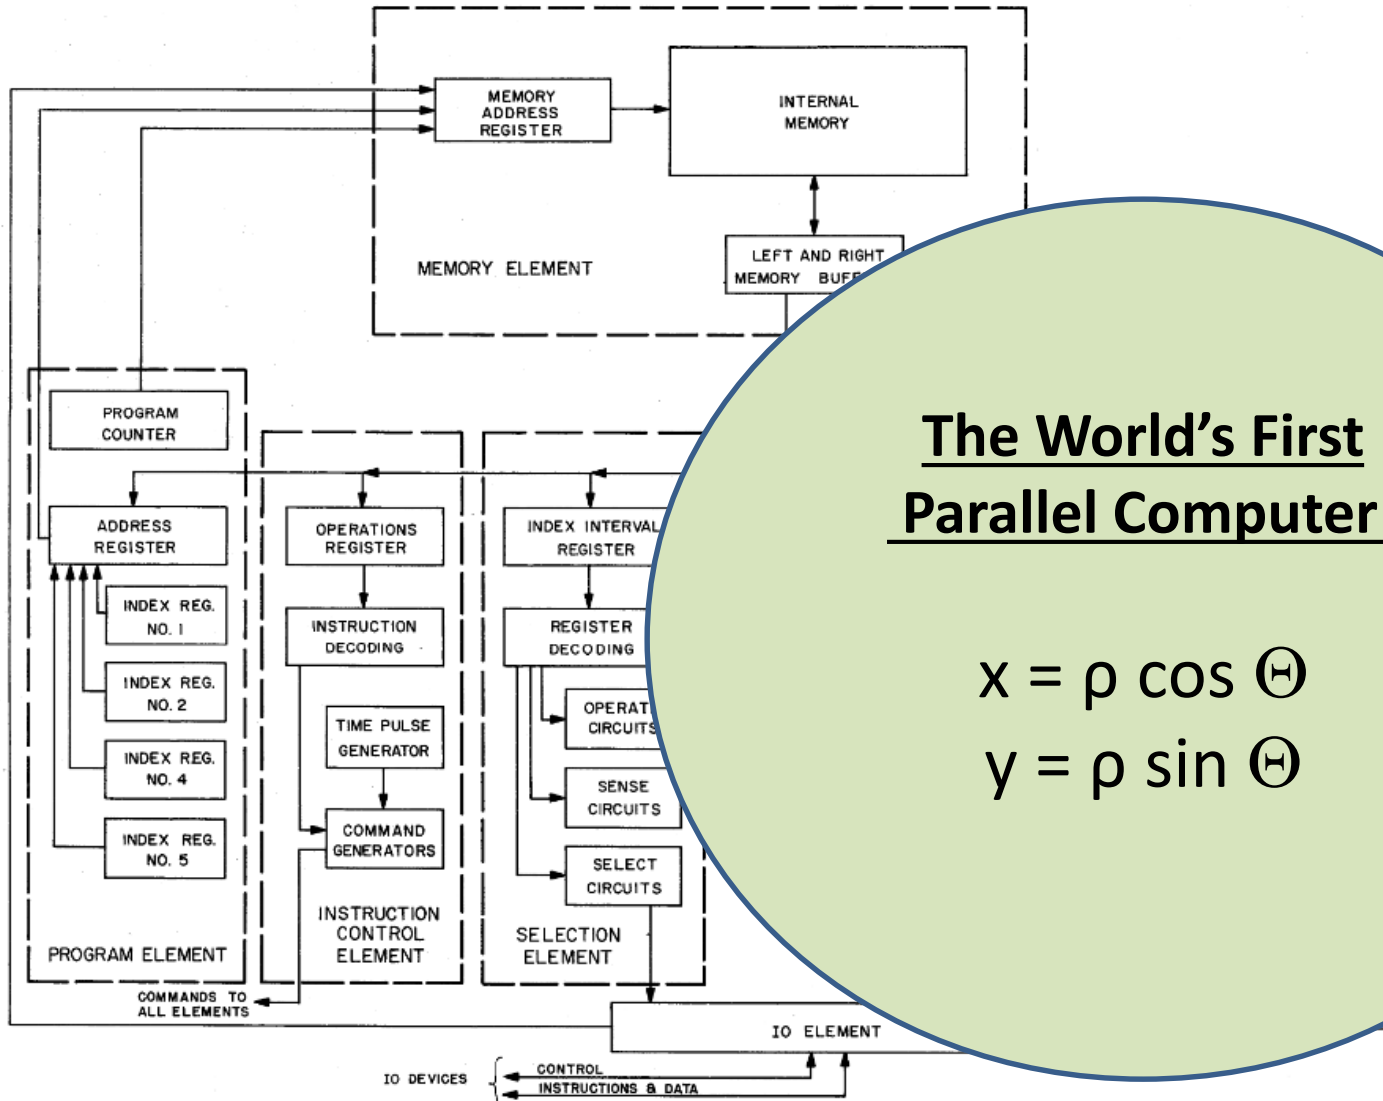 MEMORY
ADDRESS
REGISTER
INTERNAL
MEMORY
LEFT AND RIGHT
MEMORY
MEMORY ELEMENT
PROGRAM
COUNTER
ADDRESS
REGISTER
INDEX REG.
NO. 1
INDEX REG.
NO. 2
INDEX REG.
NO. 4
INDEX REG.
NO. 5
PROGRAM ELEMENT
OPERATIONS
REGISTER
INSTRUCTION
DECODING
TIME PULSE
GENERATOR
COMMAND
GENERATORS
INSTRUCTION
CONTROL
ELEMENT
COMMANDS TO
ALL ELEMENTS
INDEX INTERVAL
REGISTER
REGISTER
DECODING
CIRCUITS
SENSE
CIRCUITS
SELECT
CIRCUITS
SELECTION
ELEMENT
IO ELEMENT
IO DEVICES
CONTROL
INSTRUCTIONS & DATA
The World's First
Parallel Computer
x = ρ cos Θ
y = ρ sin Θ